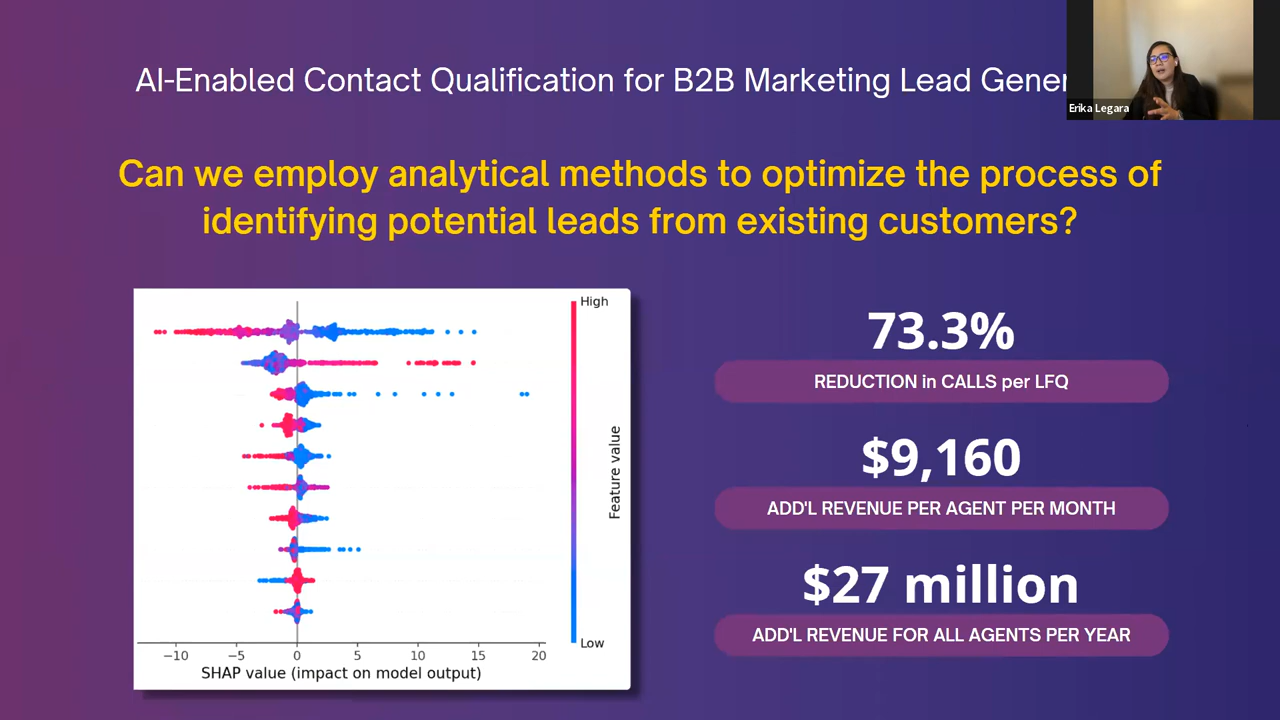 AI-Enabled Contact Qualification for B2B Marketing Lead Gener
Erika Legara
Can we employ analytical methods to optimize the process of
identifying potential leads from existing customers?
High
Feature value
Low
−10 −5 0 5 10 15 20
SHAP value (impact on model output)
73.3%
REDUCTION in CALLS per LFQ
$9,160
ADD'L REVENUE PER AGENT PER MONTH
$27 million
ADD'L REVENUE FOR ALL AGENTS PER YEAR